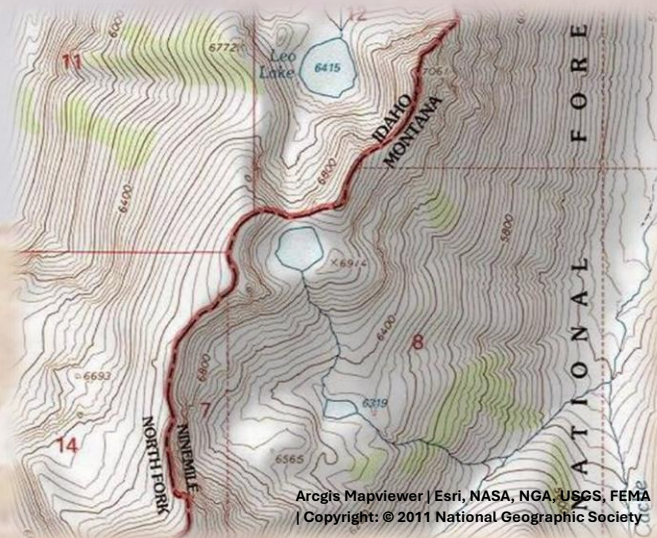 12
600
6772
Leo
Lake
6415
11
7061
IDAHO
MONTANA
NATIONAL FORE
6800
6400
5800
×6914
6400
8
6800
6693
7
6319
14
NORTH FORK
NINEMILE
6565
Cache
Arcgis Mapviewer | Esri, NASA, NGA, USGS, FEMA
| Copyright: © 2011 National Geographic Society